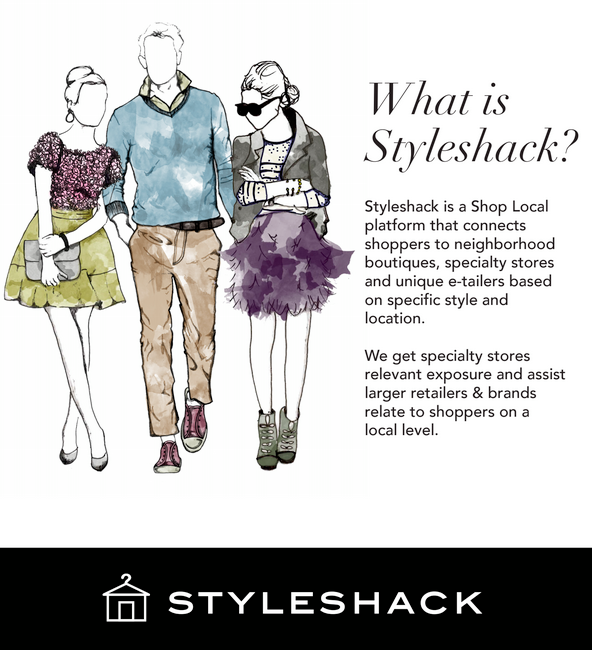 What is
Styleshack?
Styleshack is a Shop Local
platform that connects
shoppers to neighborhood
boutiques, specialty stores
and unique e-tailers based
on specific style and
location.
We get specialty stores
relevant exposure and assist
larger retailers & brands
relate to shoppers on a
local level.
STYLESHACK